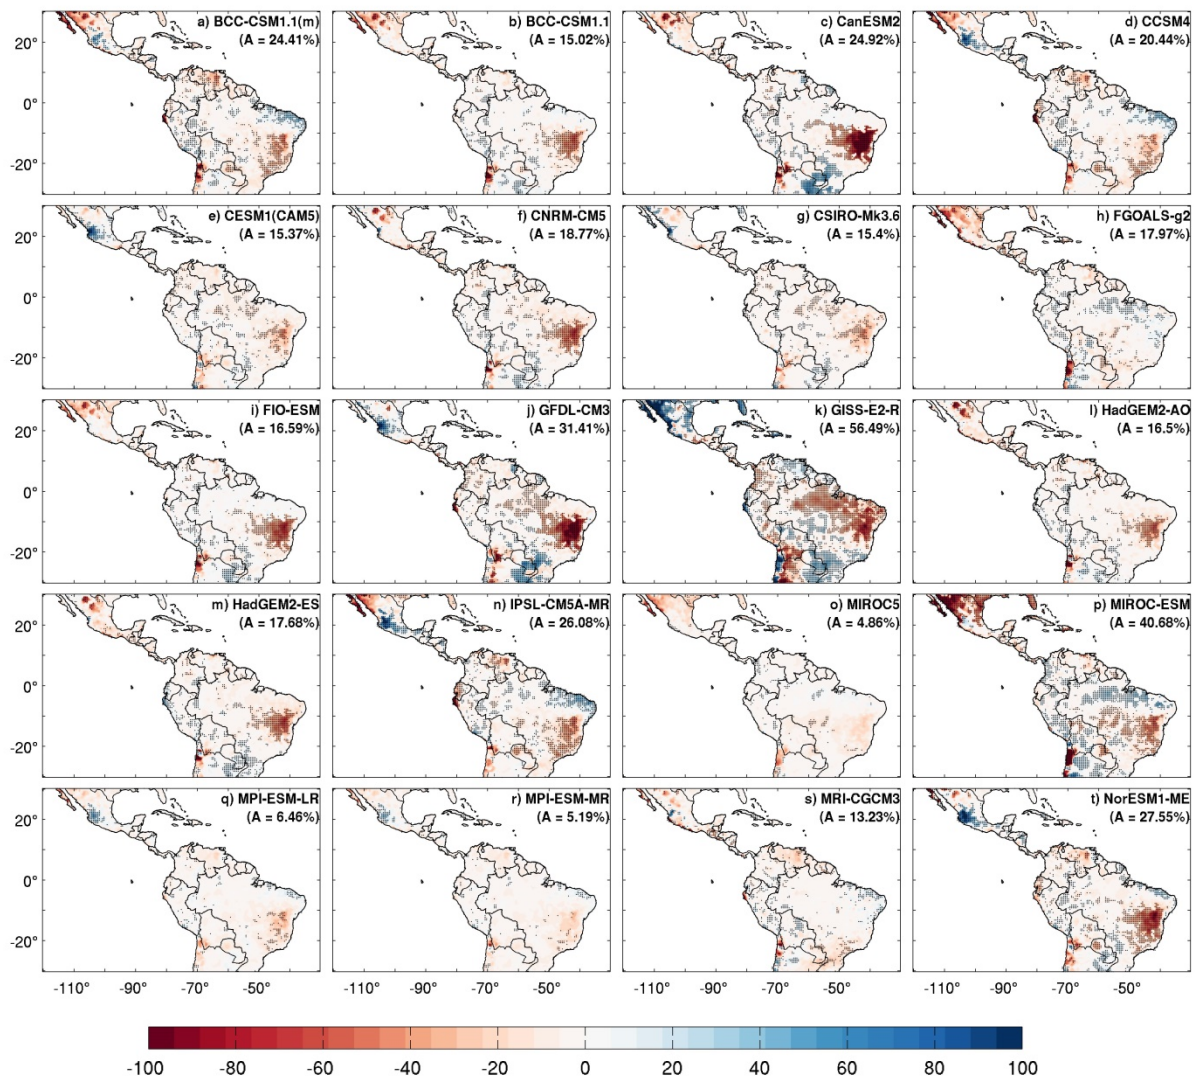 a) BCC-CSM1.1(m)
(A = 24.41%)
b) BCC-CSM1.1
(A = 15.02%)
c) CanESM2
(A = 24.92%)
d) CCSM4
(A = 20.44%)
20°
0°
-20°
e) CESM1(CAM5)
(A = 15.37%)
f) CNRM-CM5
(A = 18.77%)
g) CSIRO-Mk3.6
(A = 15.4%)
h) FGOALS-g2
(A = 17.97%)
20°
0°
-20°
i) FIO-ESM
(A = 16.59%)
j) GFDL-CM3
(A = 31.41%)
k) GISS-E2-R
(A = 56.49%)
l) HadGEM2-AO
(A = 16.5%)
20°
0°
-20°
m) HadGEM2-ES
(A = 17.68%)
n) IPSL-CM5A-MR
(A = 26.08%)
o) MIROC5
(A = 4.86%)
p) MIROC-ESM
(A = 40.68%)
20°
0°
-20°
q) MPI-ESM-LR
(A = 6.46%)
r) MPI-ESM-MR
(A = 5.19%)
s) MRI-CGCM3
(A = 13.23%)
t) NorESM1-ME
(A = 27.55%)
20°
0°
-20°
-110° -90° -70° -50° -110° -90° -70° -50° -110° -90° -70° -50° -110° -90° -70° -50°
-100 -80 -60 -40 -20 0 20 40 60 80 100